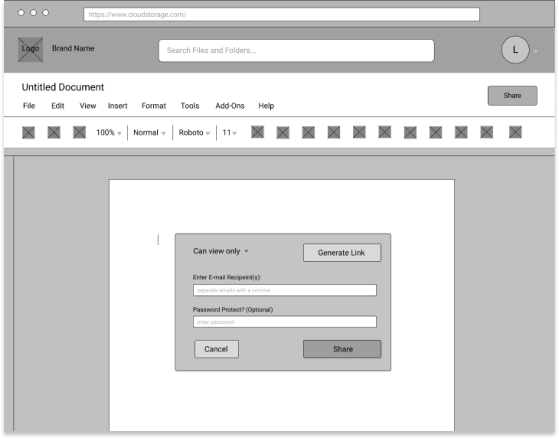 https://www.cloudstorage.com/
Logo Brand Name Search Files and Folders... L
Untitled Document
Share
File Edit View Insert Format Tools Add-Ons Help
100% Normal Roboto 11
Can view only Generate Link
Enter E-mail Recipeint(s):
separate emails with a comma
Password Protect? (Optional)
enter password
Cancel Share